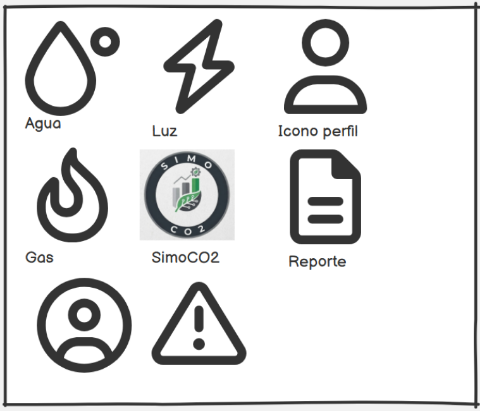 Agua
Luz
Icono perfil
SIMO
CO2
Gas
SimoCO2
Reporte